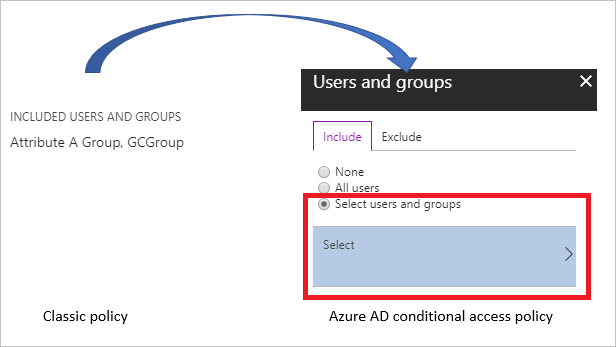 INCLUDED USERS AND GROUPS
Attribute A Group, GCGroup
Classic policy
Users and groups
Include
Exclude
None
All users
Select users and groups
Select
Azure AD conditional access policy